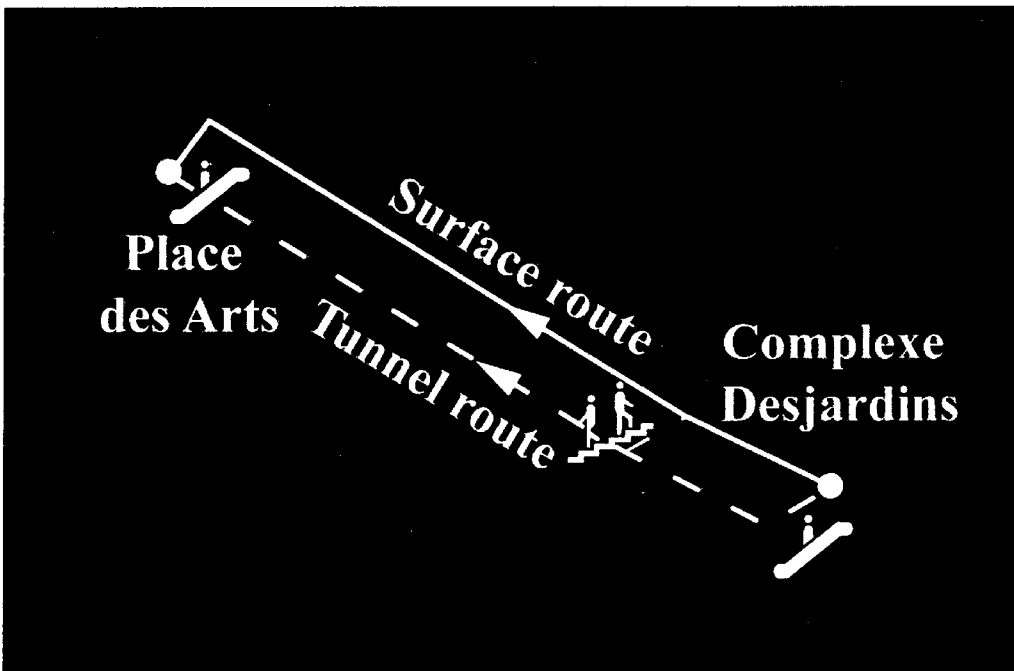 Surface route
Place
des Arts
Tunnel route
Complexe
Desjardins